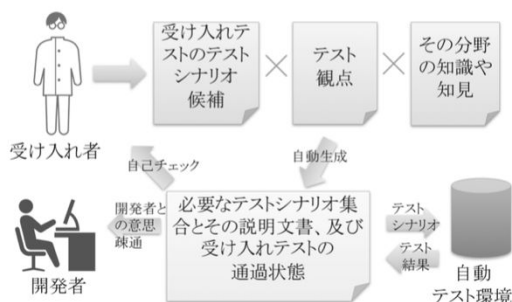 受け入れテ
ストのテスト
シナリオ
候補
テスト
観点
その分野
の知識や
知見
受け入れ者
自己チェック
自動生成
開発者と
の意思
疎通
必要なテストシナリオ集
合とその説明文書、及び
受け入れテストの
通過状態
テスト
シナリオ
テスト
結果
開発者
自動
テスト環境